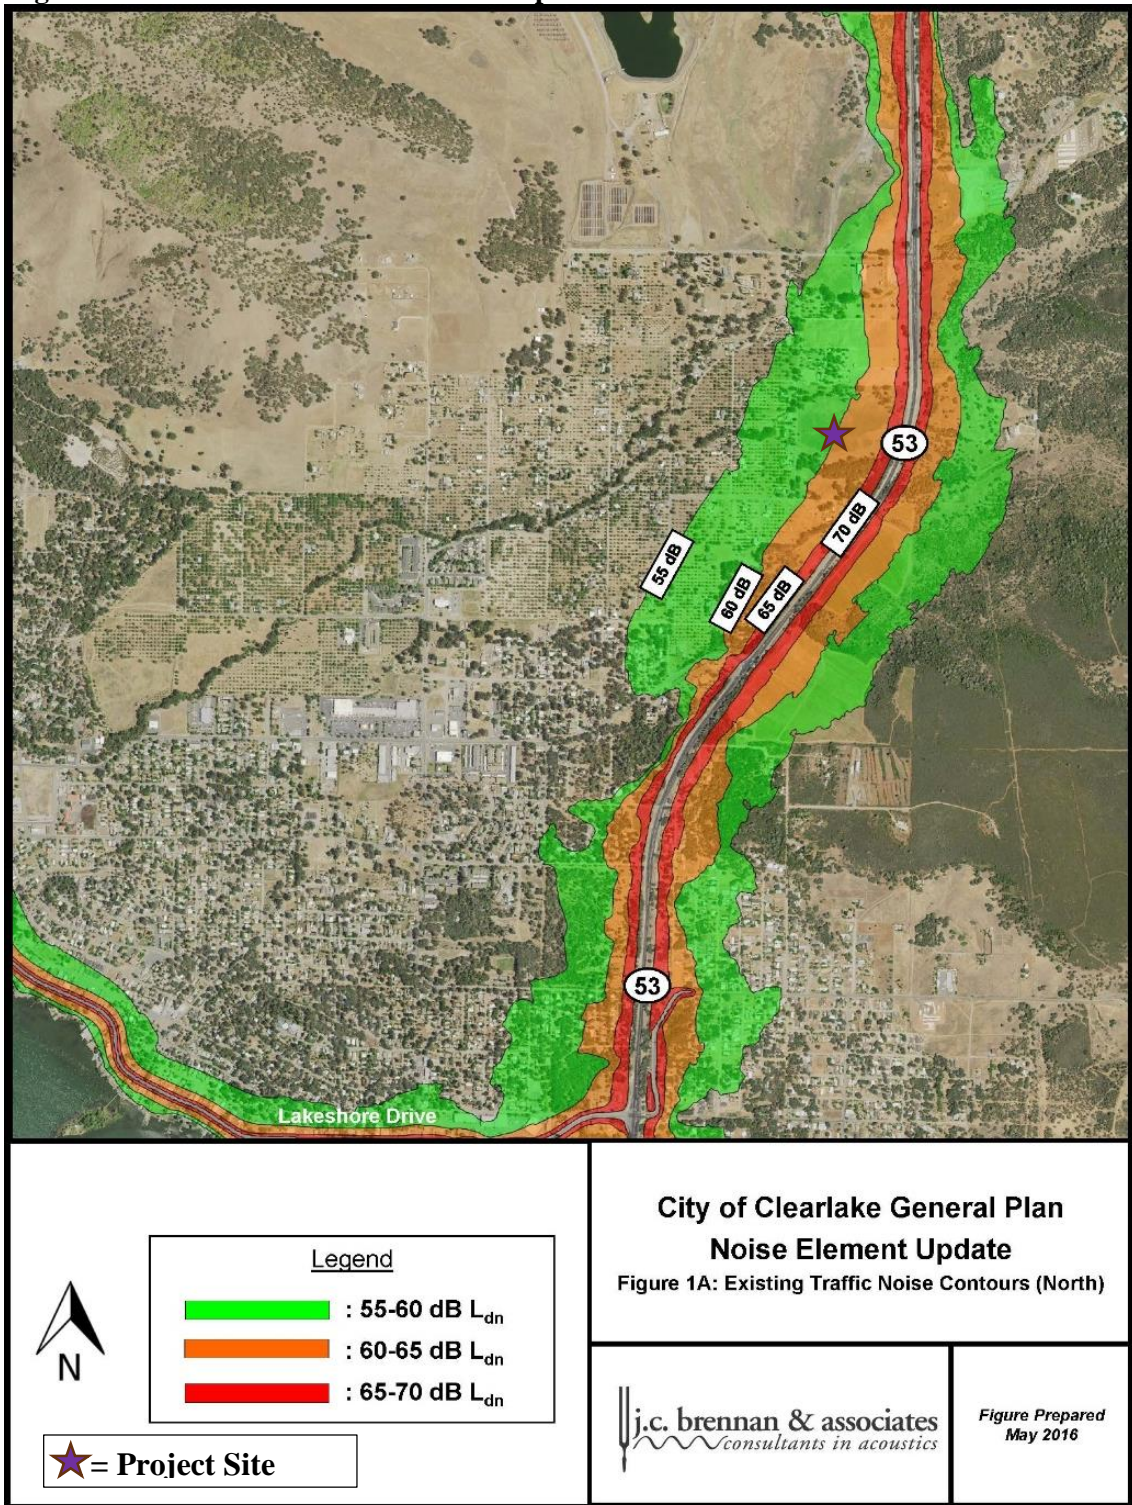 53
70 dB
55 dB
60 dB
65 dB
53
Lakeshore Drive
Legend
: 55-60 dB Ldn
: 60-65 dB Ldn
: 65-70 dB Ldn
N
= Project Site
City of Clearlake General Plan
Noise Element Update
Figure 1A: Existing Traffic Noise Contours (North)
j.c. brennan & associates
consultants in acoustics
Figure Prepared
May 2016